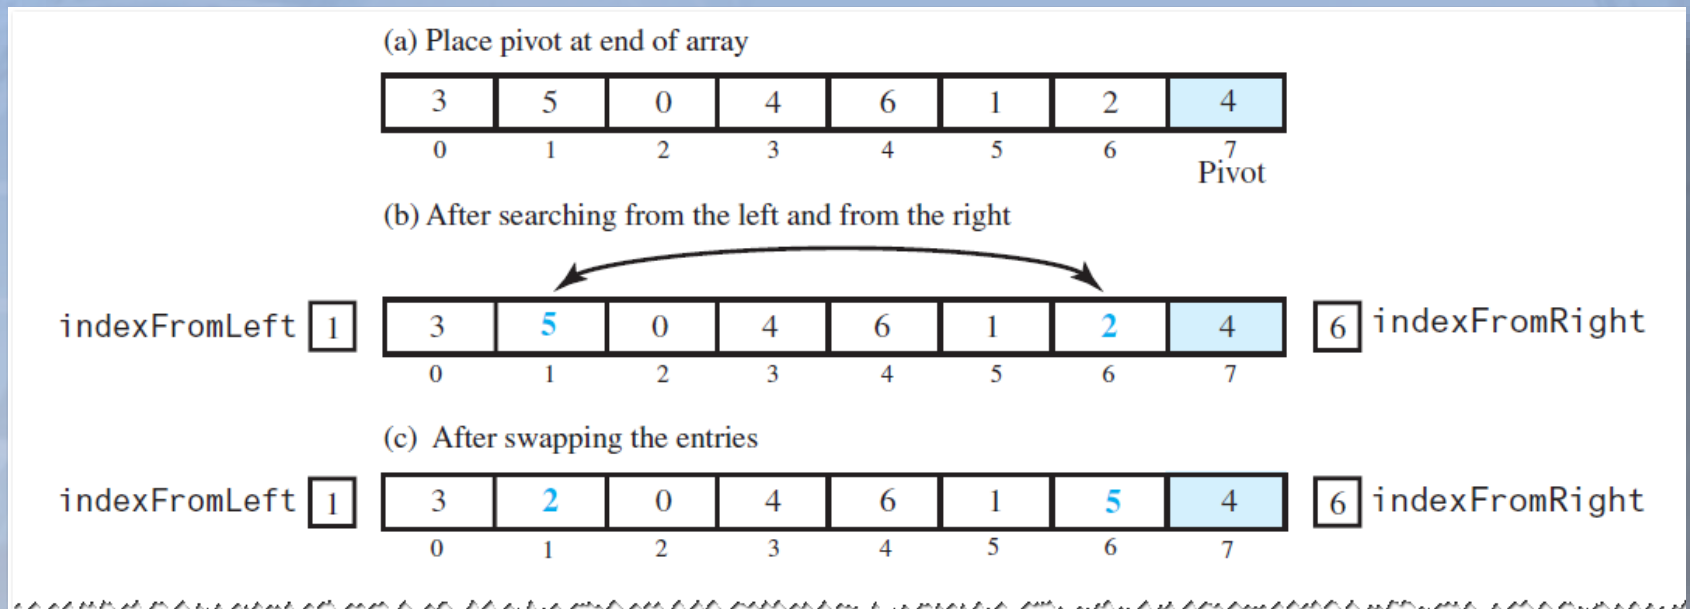 (a) Place pivot at end of array
3 5 0 4 6 1 2 4
0 1 2 3 4 5 6 7
Pivot
(b) After searching from the left and from the right
indexFromLeft 1 3 5 0 4 6 1 2 4 6 indexFromRight
0 1 2 3 4 5 6 7
(c) After swapping the entries
indexFromLeft 1 3 2 0 4 6 1 5 4 6 indexFromRight
0 1 2 3 4 5 6 7